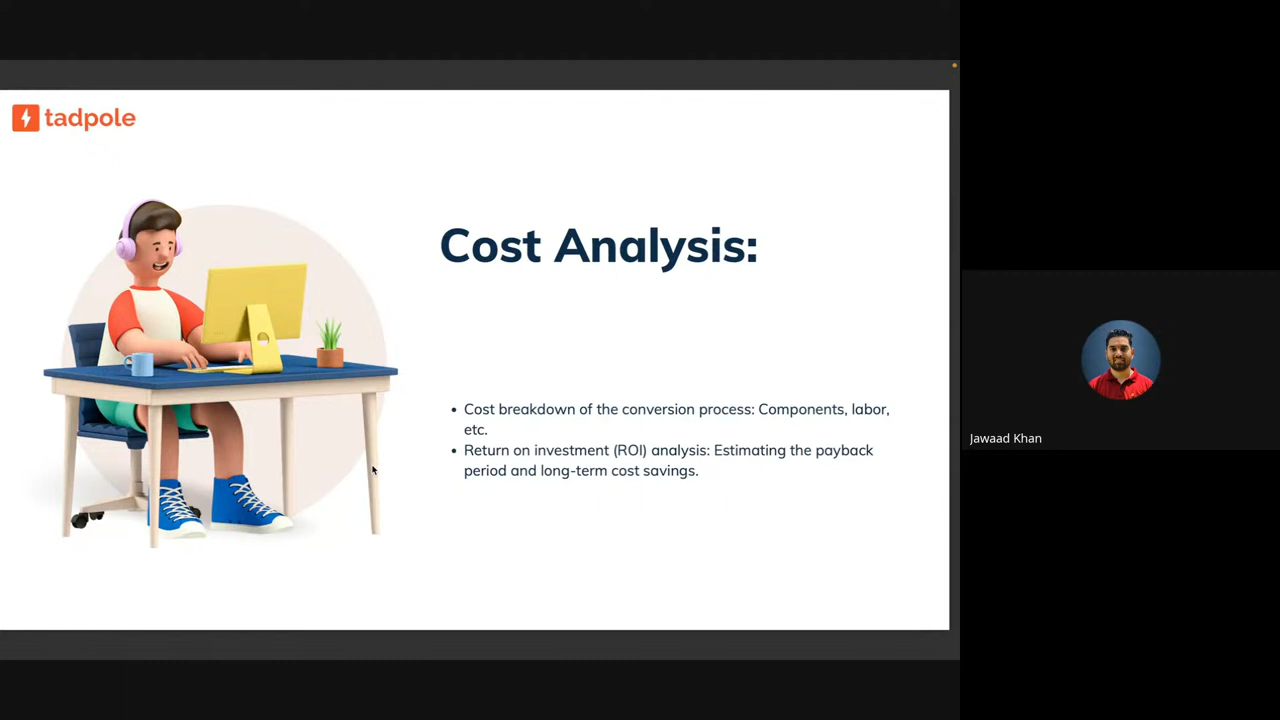 tadpole
Cost Analysis:
• Cost breakdown of the conversion process: Components, labor,
etc.
• Return on investment (ROI) analysis: Estimating the payback
period and long-term cost savings.
Jawaad Khan